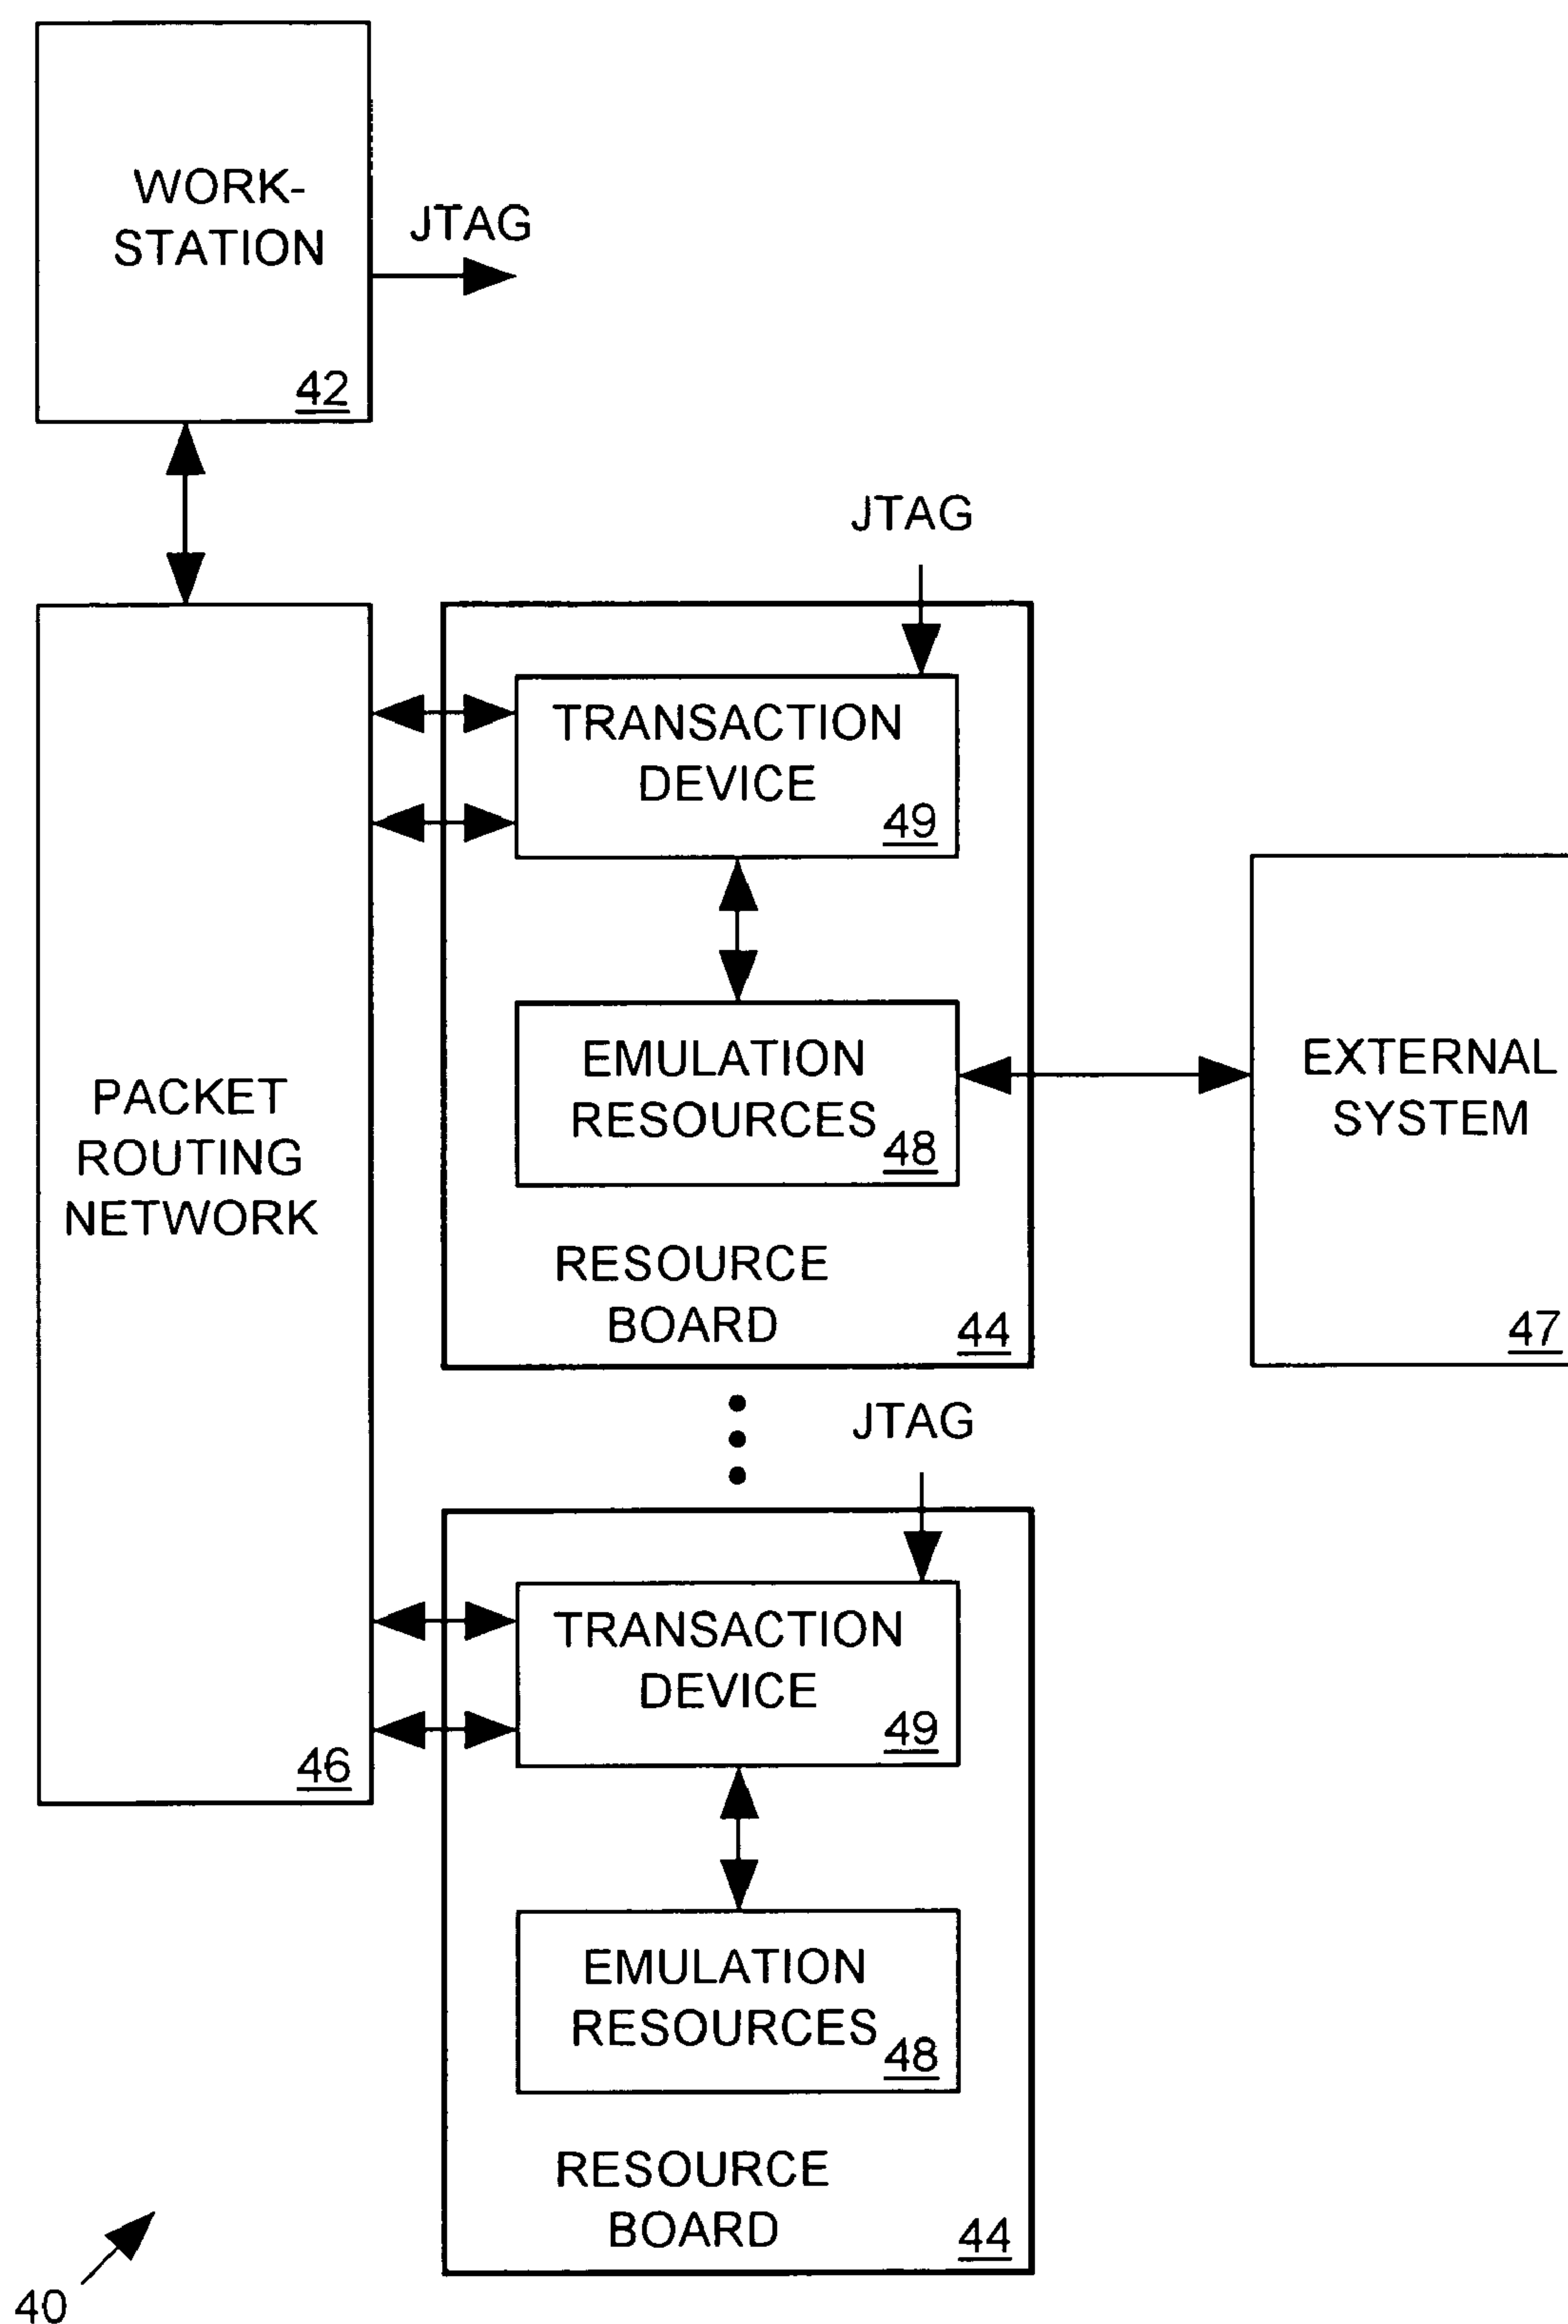 WORK-
STATION
42
JTAG
PACKET
ROUTING
NETWORK
46
JTAG
TRANSACTION
DEVICE
49
EMULATION
RESOURCES
48
RESOURCE
BOARD
44
EXTERNAL
SYSTEM
47
JTAG
TRANSACTION
DEVICE
49
EMULATION
RESOURCES
48
RESOURCE
BOARD
44
40